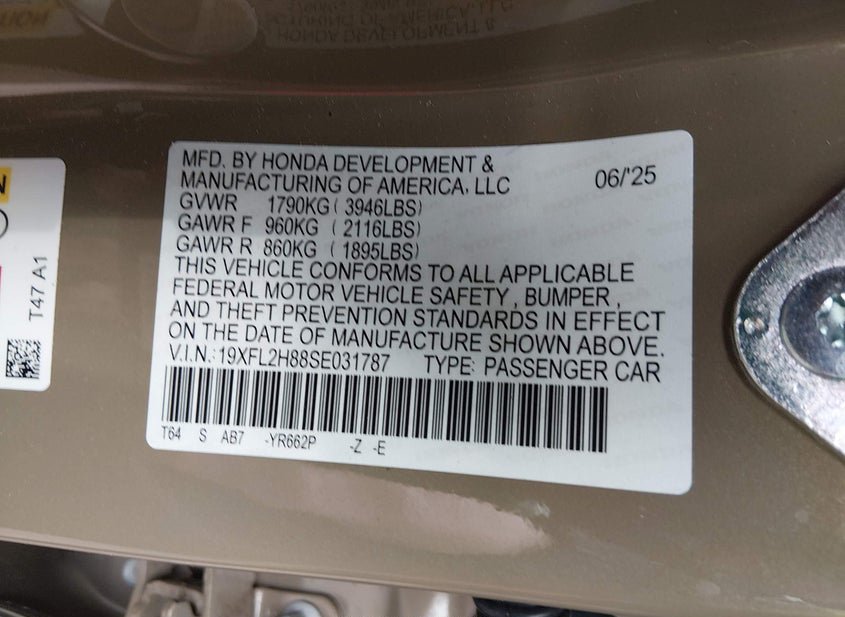 MFD. BY HONDA DEVELOPMENT &
MANUFACTURING OF AMERICA, LLC 06/'25
GVWR 1790KG ( 3946LBS)
GAWR F 960KG ( 2116LBS)
GAWR R 860KG ( 1895LBS)
THIS VEHICLE CONFORMS TO ALL APPLICABLE
FEDERAL MOTOR VEHICLE SAFETY, BUMPER,
AND THEFT PREVENTION STANDARDS IN EFFECT
ON THE DATE OF MANUFACTURE SHOWN ABOVE.
V.I.N.: 19XFL2H88SE031787 TYPE: PASSENGER CAR
T64 S AB7 -YR662P -Z -E
T47 A1